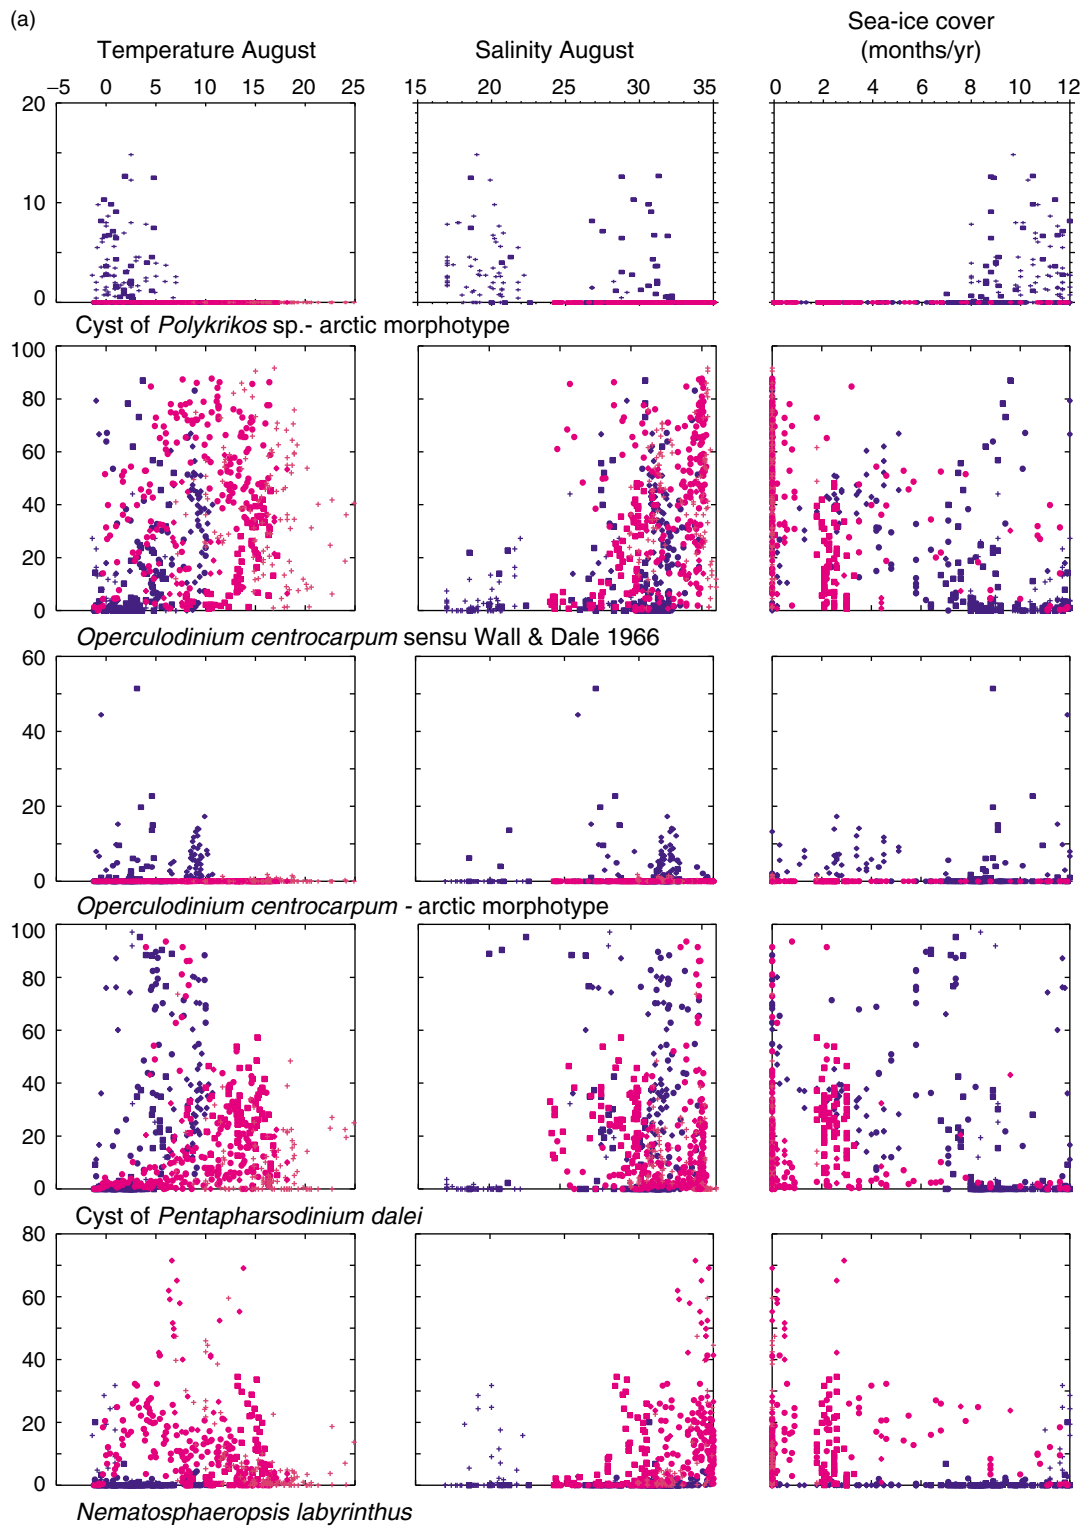 (a)
Temperature August
Salinity August
Sea-ice cover
(months/yr)
–5 0 5 10 15 20 25
15 20 25 30 35
0 2 4 6 8 10 12
20
10
0
Cyst of Polykrikos sp.- arctic morphotype
100
80
60
40
20
0
Operculodinium centrocarpum sensu Wall & Dale 1966
60
40
20
0
Operculodinium centrocarpum - arctic morphotype
100
80
60
40
20
0
Cyst of Pentapharsodinium dalei
80
60
40
20
0
Nematosphaeropsis labyrinthus